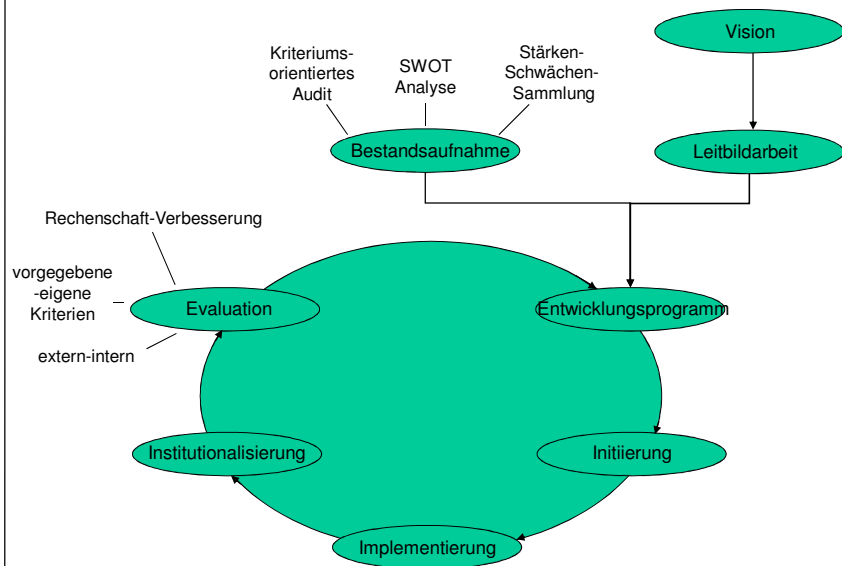 Vision
Kriteriums-
orientiertes
Audit
SWOT
Analyse
Stärken-
Schwächen-
Sammlung
Bestandsaufnahme
Leitbildarbeit
Rechenschaft-Verbesserung
vorgegebene
-eigene
Kriterien
extern-intern
Evaluation
Entwicklungsprogramm
Institutionalisierung
Initiierung
Implementierung